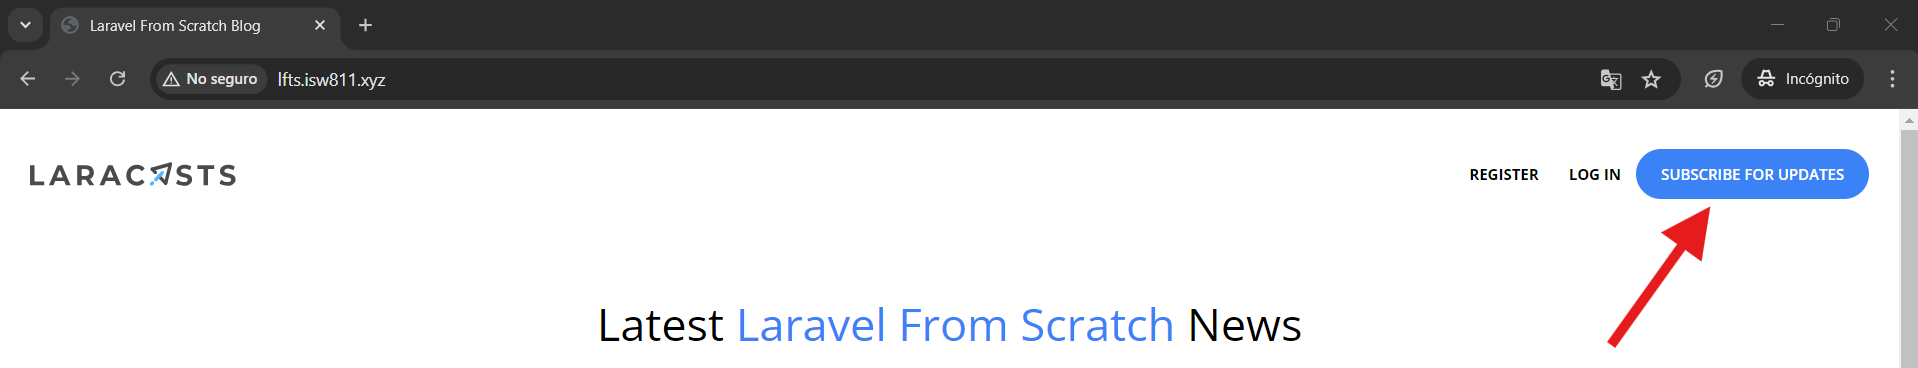 Laravel From Scratch Blog
No seguro lfts.isw811.xyz Incógnito
LARACASTS REGISTER LOG IN SUBSCRIBE FOR UPDATES
Latest Laravel From Scratch News